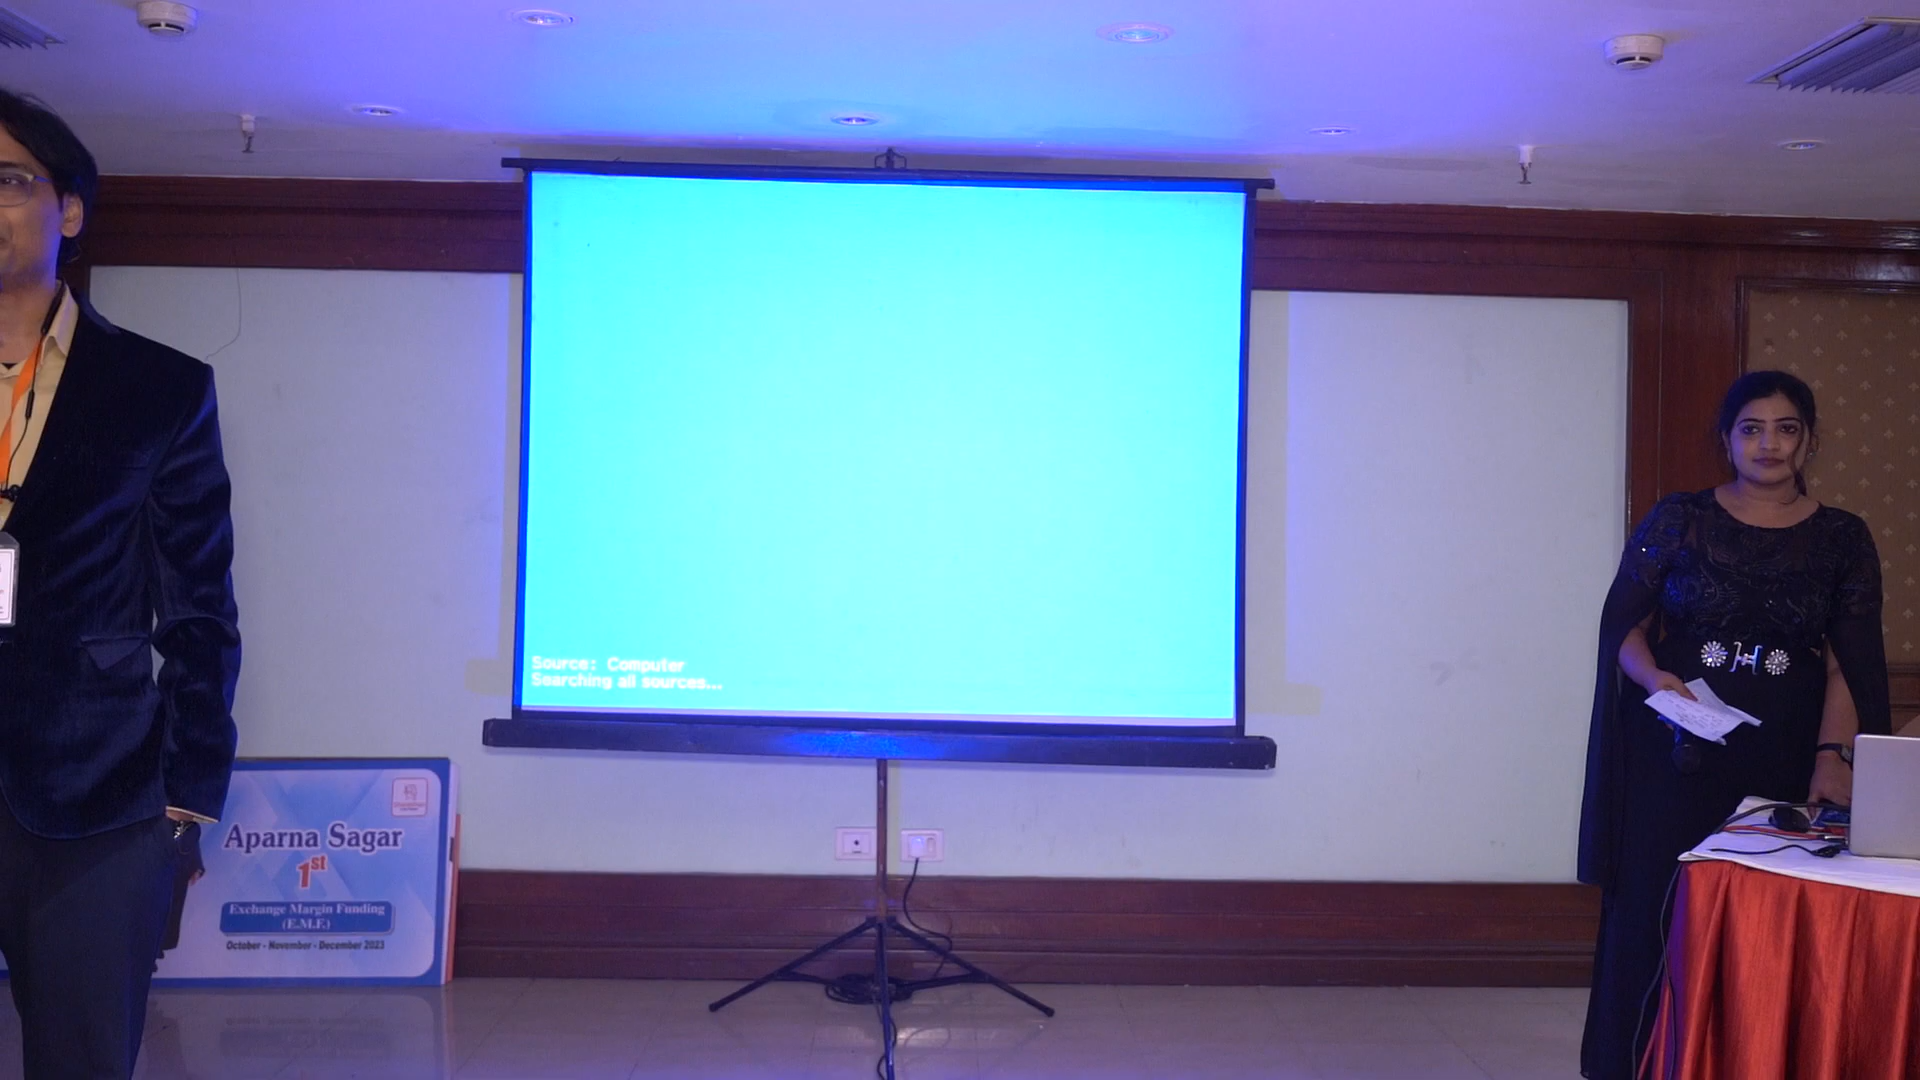 Source: Computer
Searching all sources...
Aparna Sagar
1st
Exchange Margin Funding
(E.M.F.)
October - November - December 2023